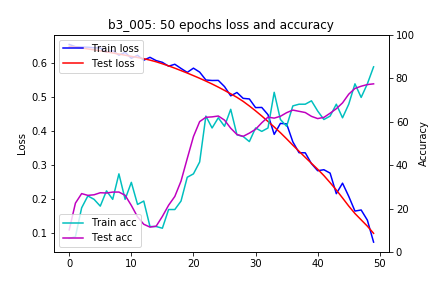 b3_005: 50 epochs loss and accuracy
Train loss
Test loss
Train acc
Test acc
Loss
0.6
0.5
0.4
0.3
0.2
0.1
Accuracy
100
80
60
40
20
0
0 10 20 30 40 50